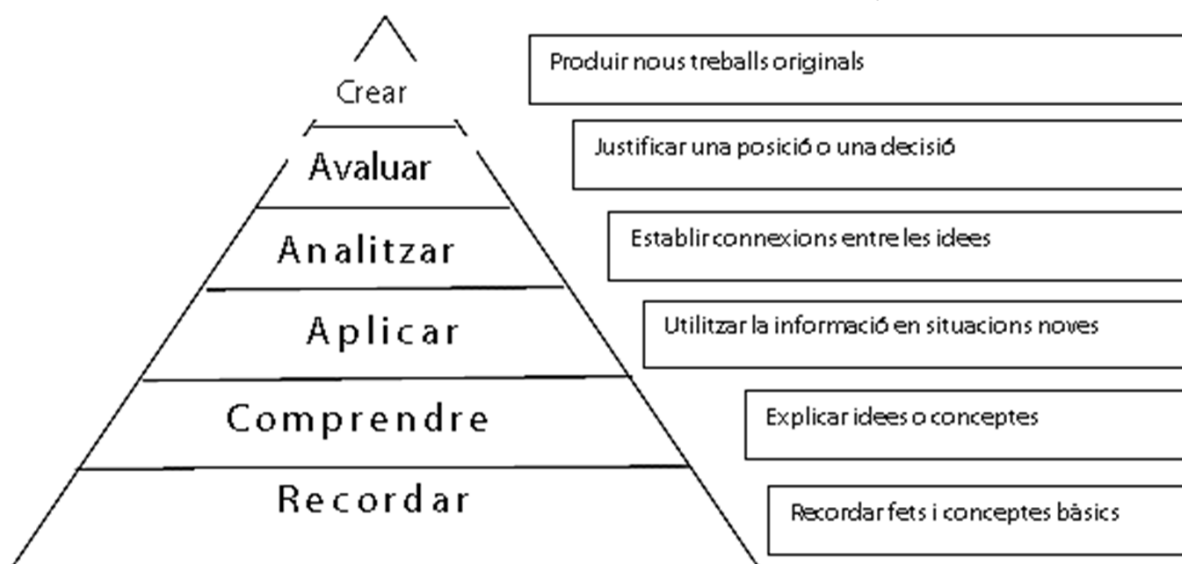 Crear
Produir nous treballs originals
Avaluar
Justificar una posició o una decisió
Analitzar
Establir connexions entre les idees
Aplicar
Utilitzar la informació en situacions noves
Comprendre
Explicar idees o conceptes
Recordar
Recordar fets i conceptes bàsics